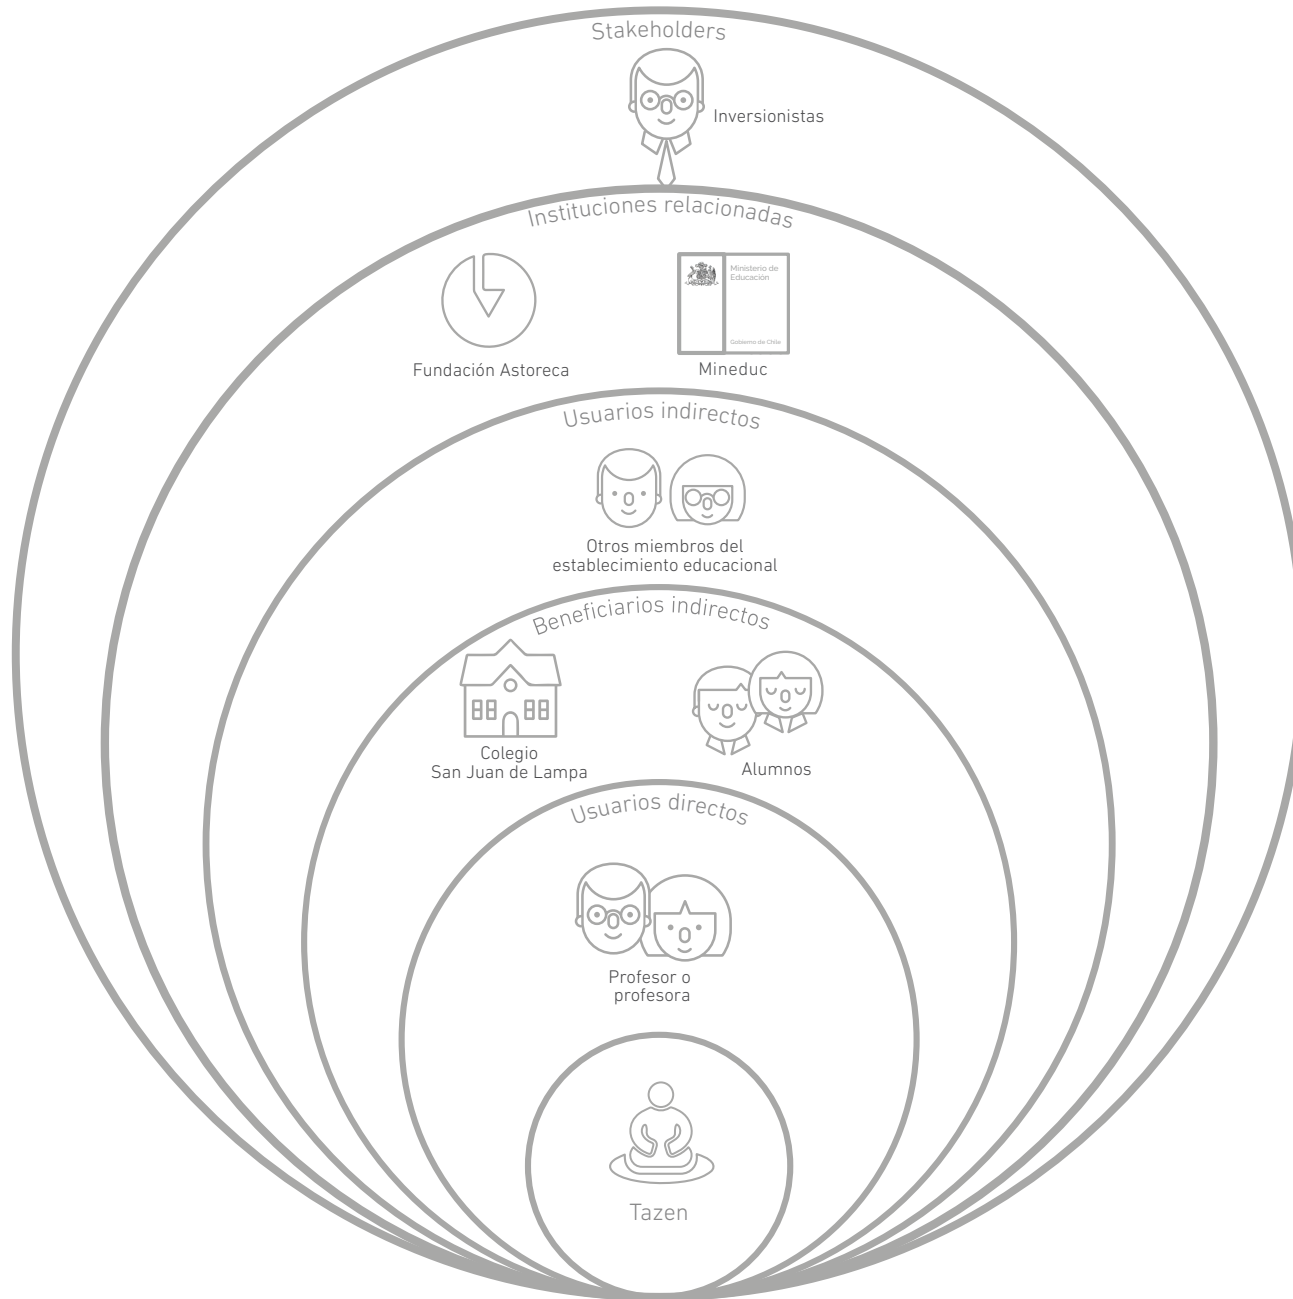 Stakeholders
Inversionistas
Instituciones relacionadas
Ministerio de
Educación
Gobierno de Chile
Fundación Astoreca
Mineduc
Usuarios indirectos
Otros miembros del
establecimiento educacional
Beneficiarios indirectos
Colegio
San Juan de Lampa
Alumnos
Usuarios directos
Profesor o
profesora
Tazen